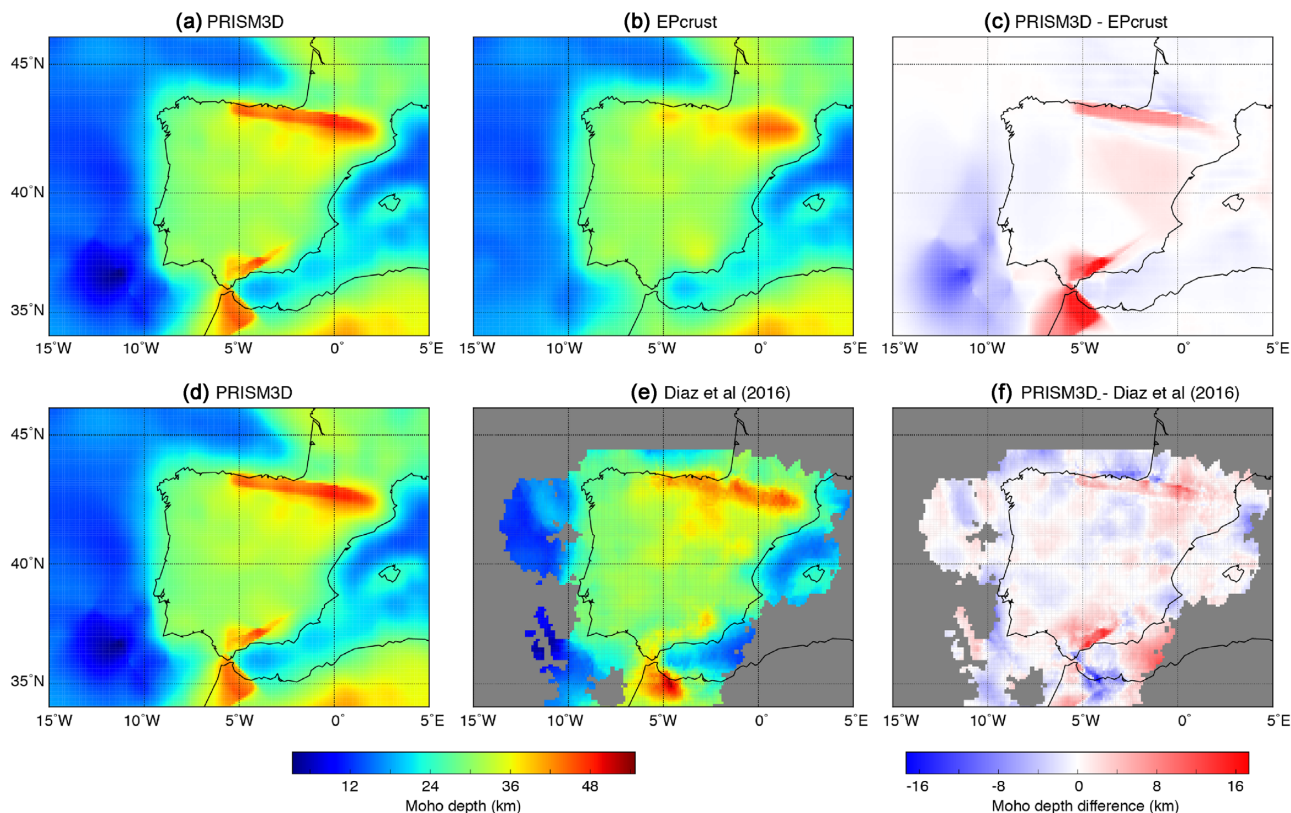 (a) PRISM3D
(b) EPcrust
(c) PRISM3D - EPcrust
45°N
40°N
35°N
15°W 10°W 5°W 0° 5°E
15°W 10°W 5°W 0° 5°E
15°W 10°W 5°W 0° 5°E
(d) PRISM3D
(e) Diaz et al (2016)
(f) PRISM3D - Diaz et al (2016)
45°N
40°N
35°N
15°W 10°W 5°W 0° 5°E
15°W 10°W 5°W 0° 5°E
15°W 10°W 5°W 0° 5°E
12 24 36 48
Moho depth (km)
-16 -8 0 8 16
Moho depth difference (km)